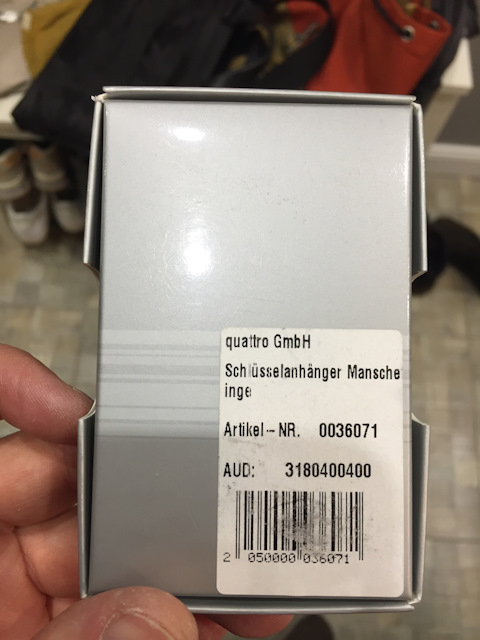 quattro GmbH
Schlüsselanhänger Mansche
inge
Artikel-NR. 0036071
AUD: 3180400400
2 050000 036071